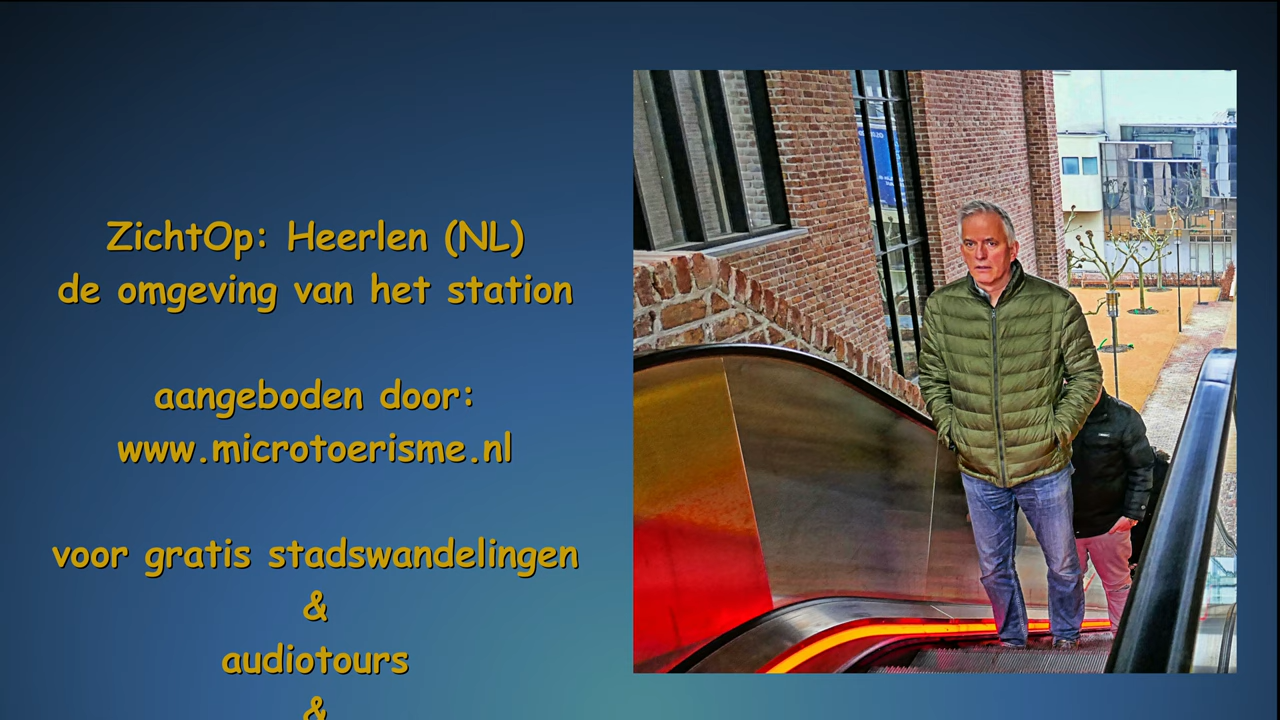 ZichtOp: Heerlen (NL)
de omgeving van het station
aangeboden door:
www.microtoerisme.nl
voor gratis stadswandelingen
&
audiotours
&